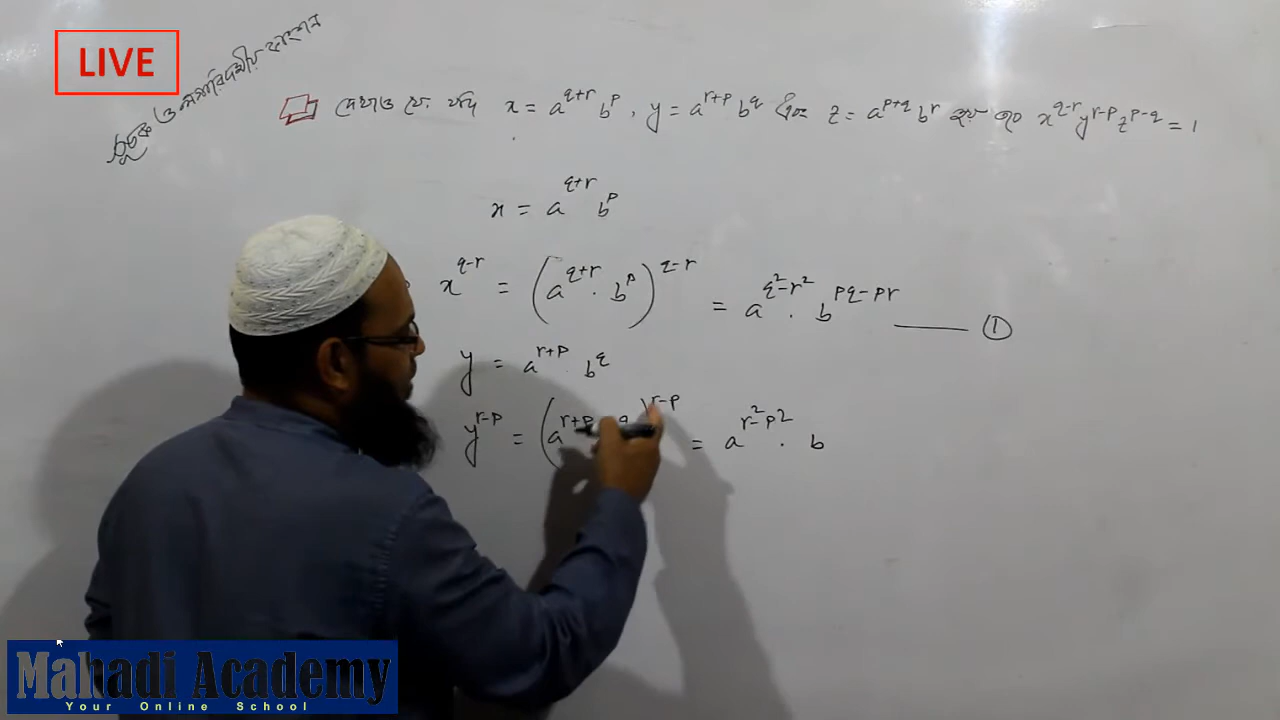 LIVE
সূচক ও লগারিদমীয় ফাংশন
দেখাও যে, যদি x = a^{q+r} b^p, y = a^{r+p} b^q এবং z = a^{p+q} b^r হয় তবে x^{q-r} y^{r-p} z^{p-q} = 1
x = a^{q+r} b^p
x^{q-r} = (a^{q+r} · b^p)^{q-r} = a^{q²-r²} · b^{pq-pr} —— ①
y = a^{r+p} · b^q
y^{r-p} = (a^{r+p} q)^{r-p} = a^{r²-p²} · b
Mahadi Academy
Your Online School